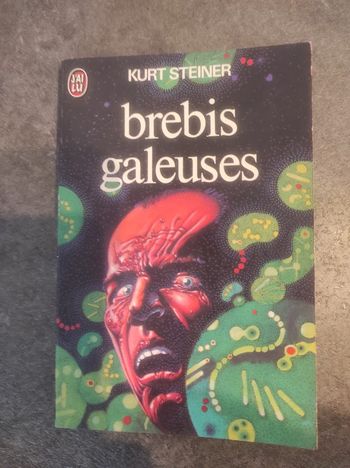 J'AI
LU
KURT STEINER
brebis
galeuses